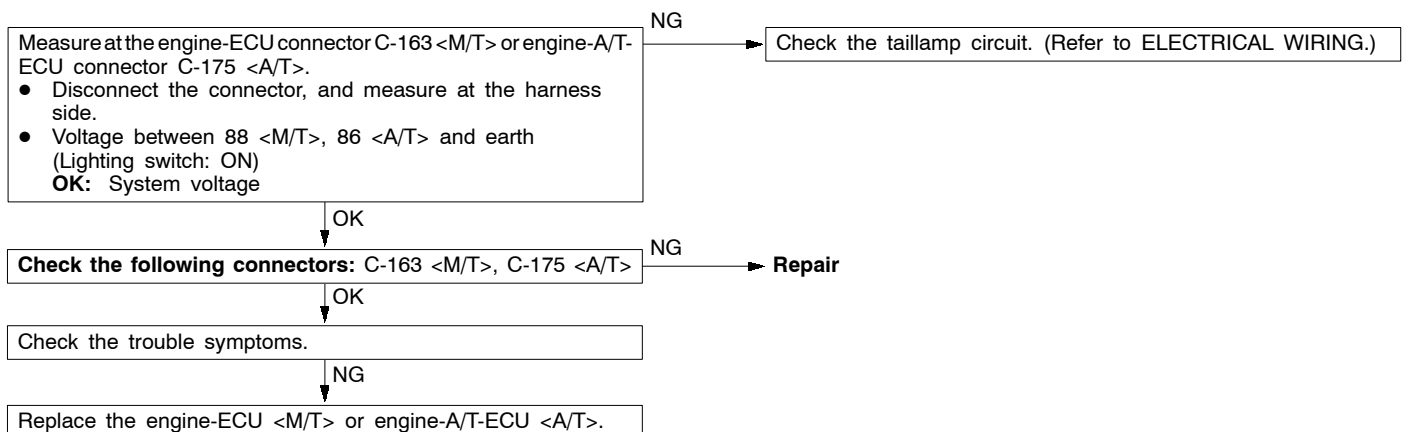 NG
Measure at the engine-ECU connector C-163 <M/T> or engine-A/T-
ECU connector C-175 <A/T>.
● Disconnect the connector, and measure at the harness
side.
● Voltage between 88 <M/T>, 86 <A/T> and earth
(Lighting switch: ON)
OK: System voltage
Check the taillamp circuit. (Refer to ELECTRICAL WIRING.)
OK
Check the following connectors: C-163 <M/T>, C-175 <A/T>
NG
Repair
OK
Check the trouble symptoms.
NG
Replace the engine-ECU <M/T> or engine-A/T-ECU <A/T>.